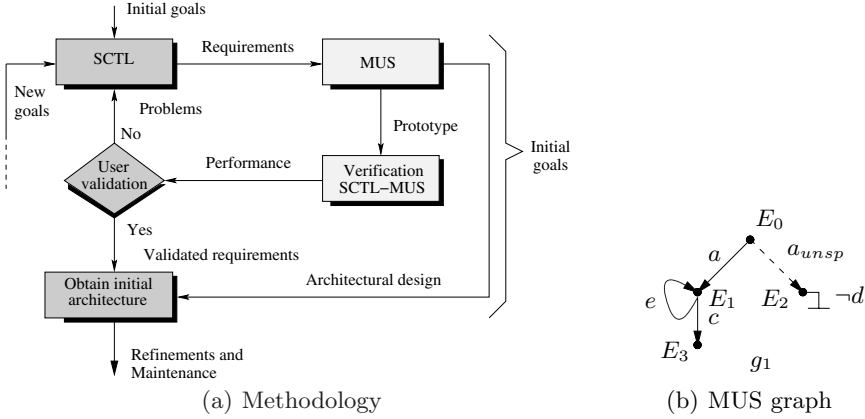 Initial goals
SCTL
Requirements
MUS
New
goals
Problems
No
Prototype
Initial
goals
User
validation
Performance
Verification
SCTL−MUS
Yes
Validated requirements
Obtain initial
architecture
Architectural design
Refinements and
Maintenance
(a) Methodology
E0
a
aunsp
e
E1
E2
¬d
c
E3
g1
(b) MUS graph